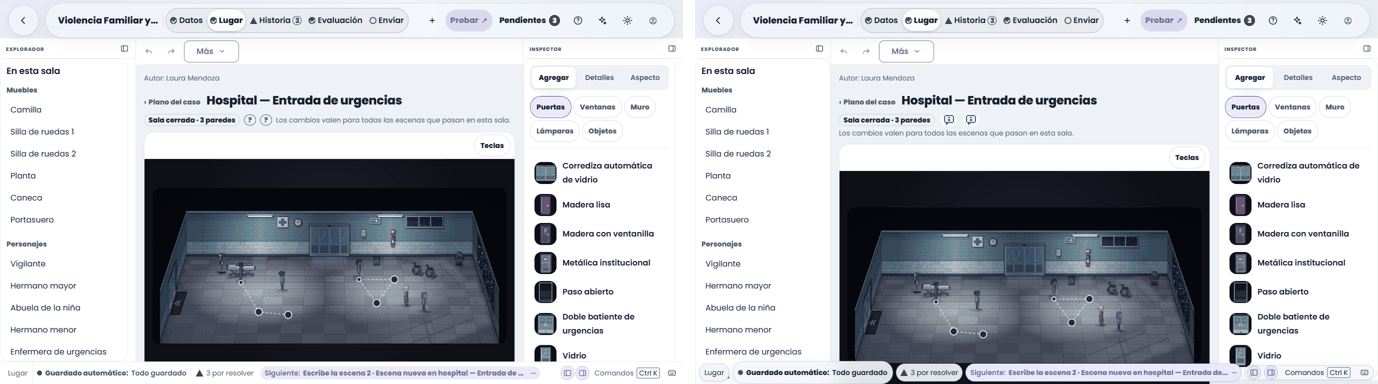 Violencia Familiar y... Datos Lugar Historia 3 Evaluación Enviar + Probar ↗ Pendientes 3
EXPLORADOR
INSPECTOR
En esta sala
Muebles
Camilla
Silla de ruedas 1
Silla de ruedas 2
Planta
Caneca
Portasuero
Personajes
Vigilante
Hermano mayor
Abuela de la niña
Hermano menor
Enfermera de urgencias
Más
Autor: Laura Mendoza
‹ Plano del caso Hospital — Entrada de urgencias
Sala cerrada · 3 paredes ? ? Los cambios valen para todas las escenas que pasan en esta sala.
Teclas
Agregar Detalles Aspecto
Puertas Ventanas Muro
Lámparas Objetos
Corrediza automática
de vidrio
Madera lisa
Madera con ventanilla
Metálica institucional
Paso abierto
Doble batiente de
urgencias
Vidrio
Lugar Guardado automático: Todo guardado 3 por resolver Siguiente: Escribe la escena 2 · Escena nueva en hospital — Entrada de ... → Comandos Ctrl K
Violencia Familiar y... Datos Lugar Historia 3 Evaluación Enviar + Probar ↗ Pendientes 3
EXPLORADOR
INSPECTOR
En esta sala
Muebles
Camilla
Silla de ruedas 1
Silla de ruedas 2
Planta
Caneca
Portasuero
Personajes
Vigilante
Hermano mayor
Abuela de la niña
Hermano menor
Enfermera de urgencias
Más
Autor: Laura Mendoza
‹ Plano del caso Hospital — Entrada de urgencias
Sala cerrada · 3 paredes
Los cambios valen para todas las escenas que pasan en esta sala.
Teclas
Agregar Detalles Aspecto
Puertas Ventanas Muro
Lámparas Objetos
Corrediza automática de
vidrio
Madera lisa
Madera con ventanilla
Metálica institucional
Paso abierto
Doble batiente de
urgencias
Vidrio
Lugar Guardado automático: Todo guardado 3 por resolver Siguiente: Escribe la escena 2 · Escena nueva en hospital — Entrada de... → Comandos Ctrl K